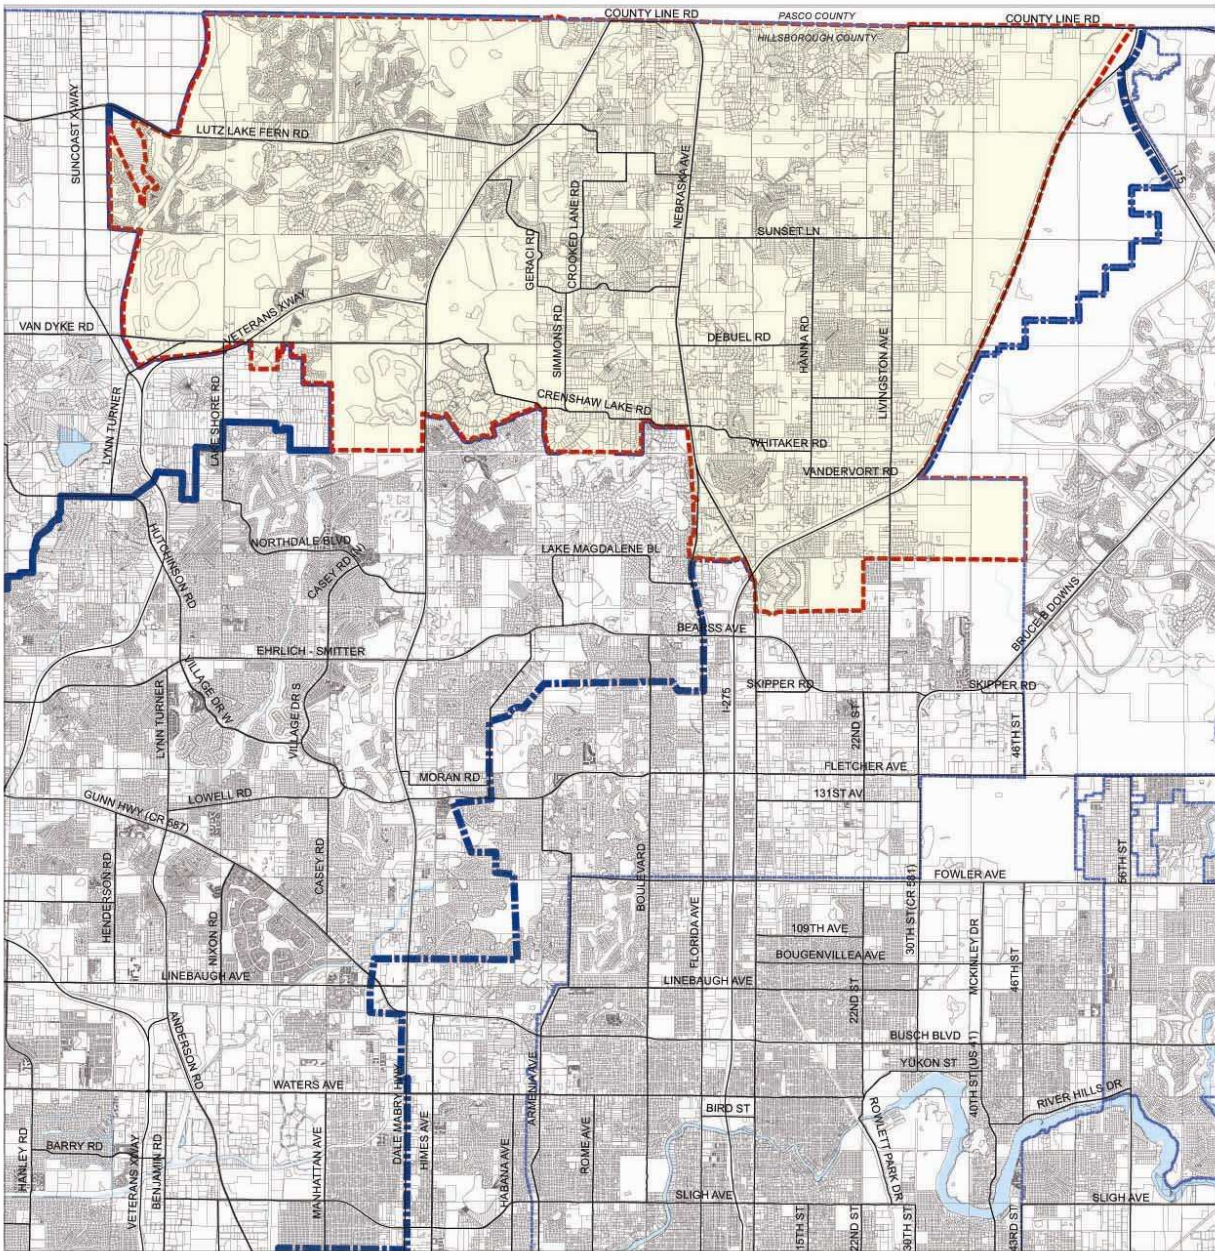 COUNTY LINE RD
PASCO COUNTY
COUNTY LINE RD
HILLSBOROUGH COUNTY
SUNCOAST X-WAY
LUTZ LAKE FERN RD
NEBRASKA AVE
I-75
GERACI RD
CROOKED LANE RD
SUNSET LN
VETERANS XWAY
VAN DYKE RD
SIMMONS RD
DEBUEL RD
HANNA RD
LIVINGSTON AVE
LYNN TURNER
LAKE SHORE RD
CRENSHAW LAKE RD
WHITAKER RD
VANDERVORT RD
HUTCHINSON RD
NORTHDALE BLVD
CASEY RD N
LAKE MAGDALENE BL
BRUCE B DOWNS
BEARSS AVE
EHRLICH - SMITTER
VILLAGE DR W
VILLAGE DR S
LYNN TURNER
I-275
SKIPPER RD
SKIPPER RD
22ND ST
46TH ST
MORAN RD
FLETCHER AVE
LOWELL RD
131ST AV
GUNN HWY (CR 587)
HENDERSON RD
CASEY RD
BOULEVARD
56TH ST
FOWLER AVE
NIXON RD
FLORIDA AVE
30TH ST (CR 581)
MCKINLEY DR
46TH ST
109TH AVE
BOUGENVILLEA AVE
LINEBAUGH AVE
LINEBAUGH AVE
22ND ST
ANDERSON RD
BUSCH BLVD
YUKON ST
40TH ST (US 41)
WATERS AVE
DALE MABRY HWY
HIMES AVE
ARMENIA AVE
BIRD ST
RIVER HILLS DR
ROWLETT PARK DR
HANLEY RD
BARRY RD
VETERANS XWAY
BENJAMIN RD
MANHATTAN AVE
HABANA AVE
ROME AVE
SLIGH AVE
SLIGH AVE
15TH ST
22ND ST
30TH ST
43RD ST